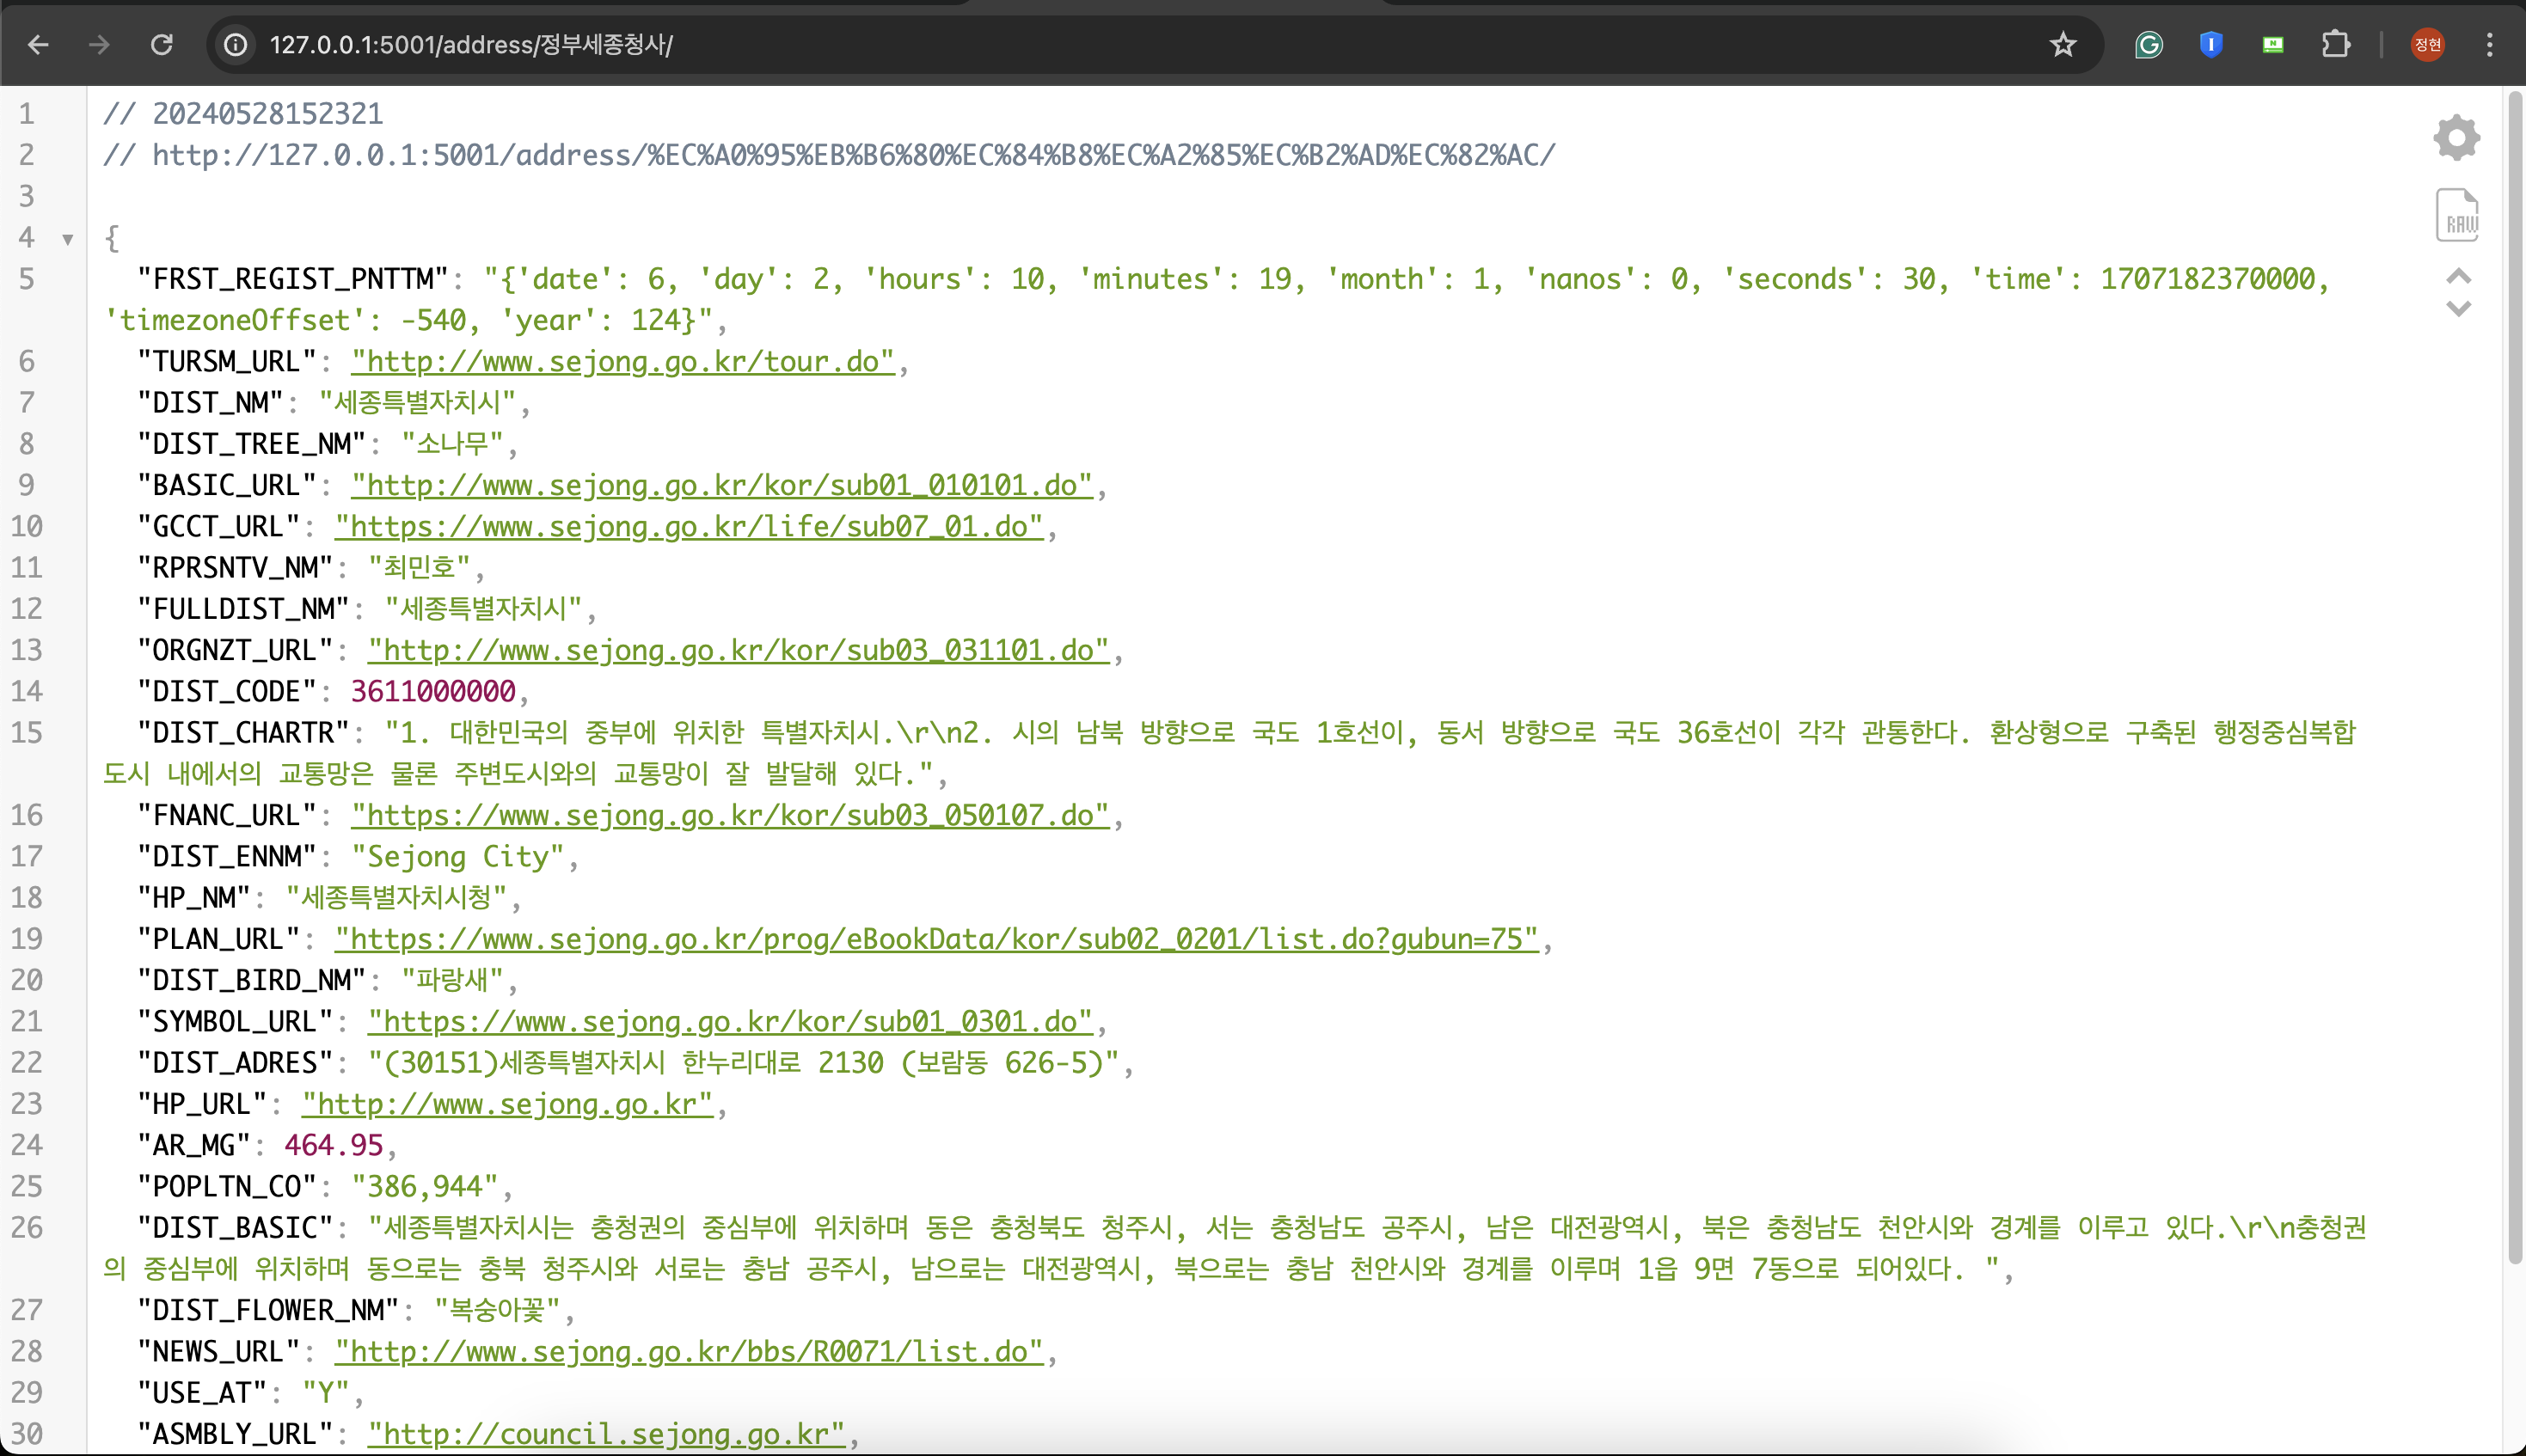 127.0.0.1:5001/address/정부세종청사/
정현
1 // 20240528152321
2 // http://127.0.0.1:5001/address/%EC%A0%95%EB%B6%80%EC%84%B8%EC%A2%85%EC%B2%AD%EC%82%AC/
3
4 {
RAW
5 "FRST_REGIST_PNTTM": "{'date': 6, 'day': 2, 'hours': 10, 'minutes': 19, 'month': 1, 'nanos': 0, 'seconds': 30, 'time': 1707182370000,
'timezoneOffset': -540, 'year': 124}",
6 "TURSM_URL": "http://www.sejong.go.kr/tour.do",
7 "DIST_NM": "세종특별자치시",
8 "DIST_TREE_NM": "소나무",
9 "BASIC_URL": "http://www.sejong.go.kr/kor/sub01_010101.do",
10 "GCCT_URL": "https://www.sejong.go.kr/life/sub07_01.do",
11 "RPRSNTV_NM": "최민호",
12 "FULLDIST_NM": "세종특별자치시",
13 "ORGNZT_URL": "http://www.sejong.go.kr/kor/sub03_031101.do",
14 "DIST_CODE": 3611000000,
15 "DIST_CHARTR": "1. 대한민국의 중부에 위치한 특별자치시.\r\n2. 시의 남북 방향으로 국도 1호선이, 동서 방향으로 국도 36호선이 각각 관통한다. 환상형으로 구축된 행정중심복합
도시 내에서의 교통망은 물론 주변도시와의 교통망이 잘 발달해 있다.",
16 "FNANC_URL": "https://www.sejong.go.kr/kor/sub03_050107.do",
17 "DIST_ENNM": "Sejong City",
18 "HP_NM": "세종특별자치시청",
19 "PLAN_URL": "https://www.sejong.go.kr/prog/eBookData/kor/sub02_0201/list.do?gubun=75",
20 "DIST_BIRD_NM": "파랑새",
21 "SYMBOL_URL": "https://www.sejong.go.kr/kor/sub01_0301.do",
22 "DIST_ADRES": "(30151)세종특별자치시 한누리대로 2130 (보람동 626-5)",
23 "HP_URL": "http://www.sejong.go.kr",
24 "AR_MG": 464.95,
25 "POPLTN_CO": "386,944",
26 "DIST_BASIC": "세종특별자치시는 충청권의 중심부에 위치하며 동은 충청북도 청주시, 서는 충청남도 공주시, 남은 대전광역시, 북은 충청남도 천안시와 경계를 이루고 있다.\r\n충청권
의 중심부에 위치하며 동으로는 충북 청주시와 서로는 충남 공주시, 남으로는 대전광역시, 북으로는 충남 천안시와 경계를 이루며 1읍 9면 7동으로 되어있다. ",
27 "DIST_FLOWER_NM": "복숭아꽃",
28 "NEWS_URL": "http://www.sejong.go.kr/bbs/R0071/list.do",
29 "USE_AT": "Y",
30 "ASMBLY_URL": "http://council.sejong.go.kr",